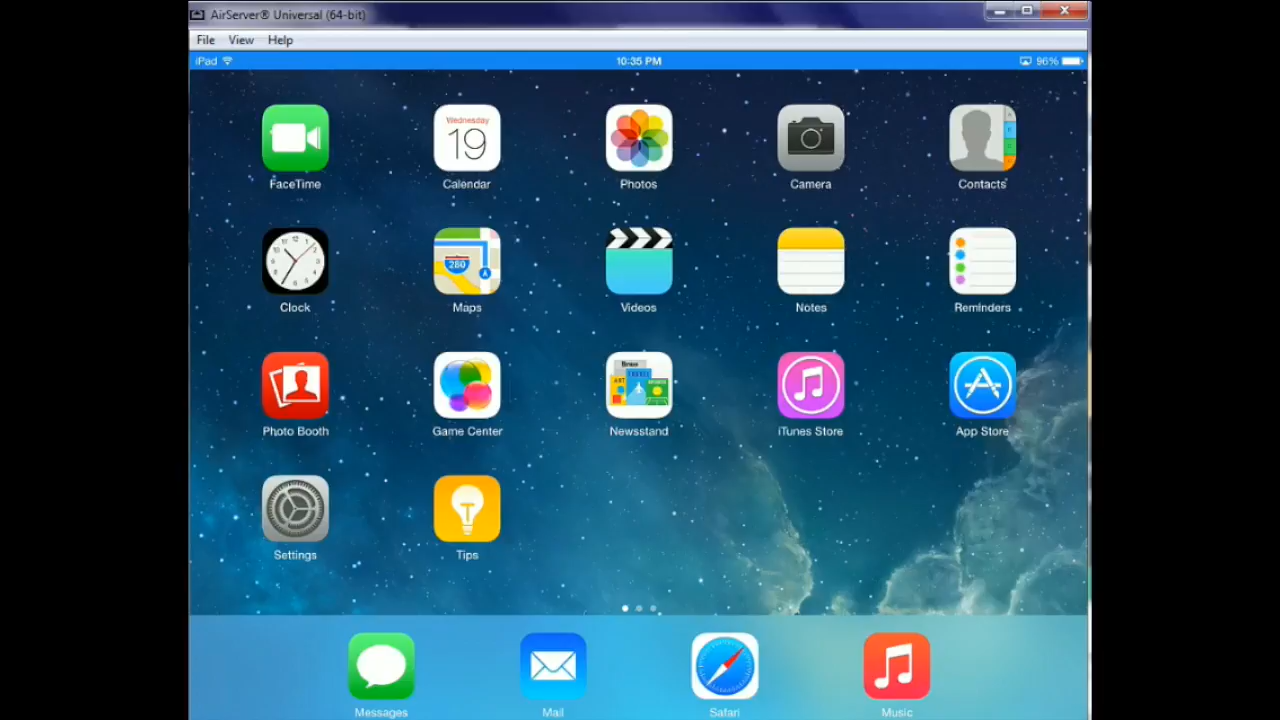 AirServer® Universal (64-bit)
File View Help
iPad 10:35 PM 96%
Wednesday
19
FaceTime Calendar Photos Camera Contacts
280
A
Clock Maps Videos Notes Reminders
Photo Booth Game Center Newsstand iTunes Store App Store
Settings Tips
Messages Mail Safari Music